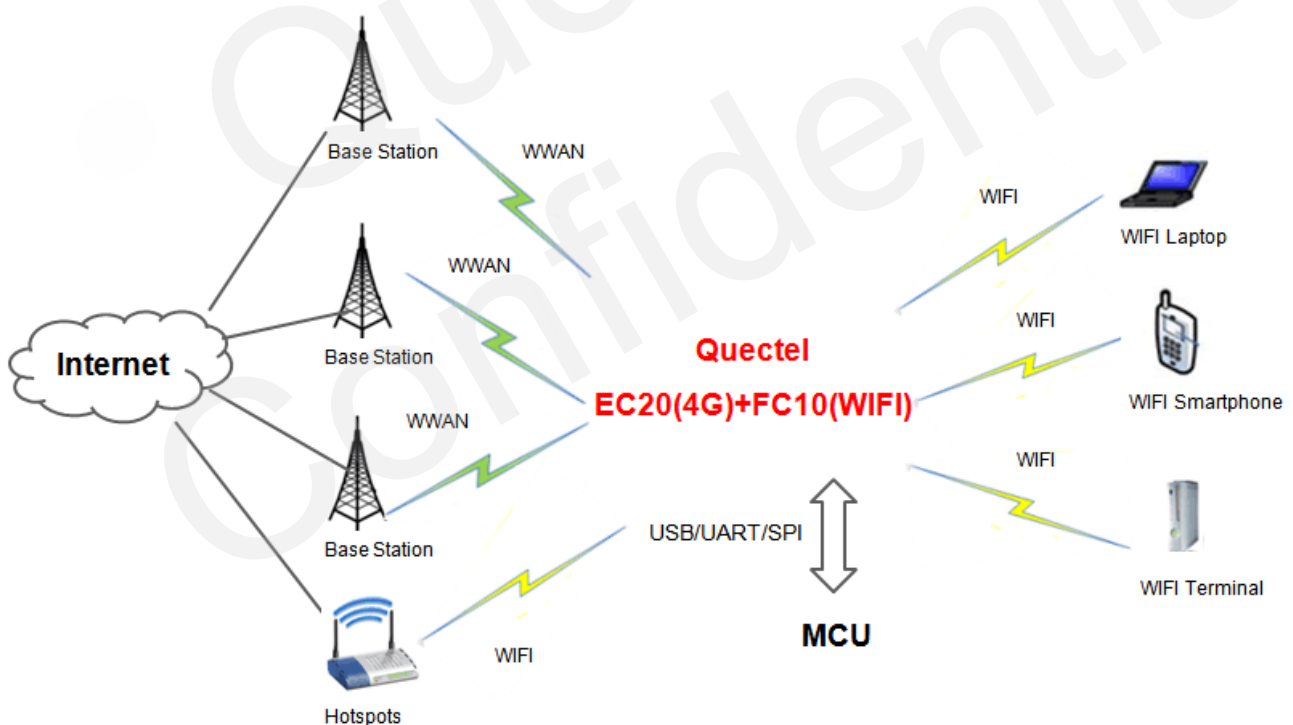 Quectel
Confidential
Base Station
WWAN
WIFI
WIFI Laptop
WWAN
Base Station
Internet
WIFI
Quectel
EC20(4G)+FC10(WIFI)
WIFI Smartphone
WWAN
WIFI
Base Station
USB/UART/SPI
WIFI Terminal
MCU
WIFI
Hotspots